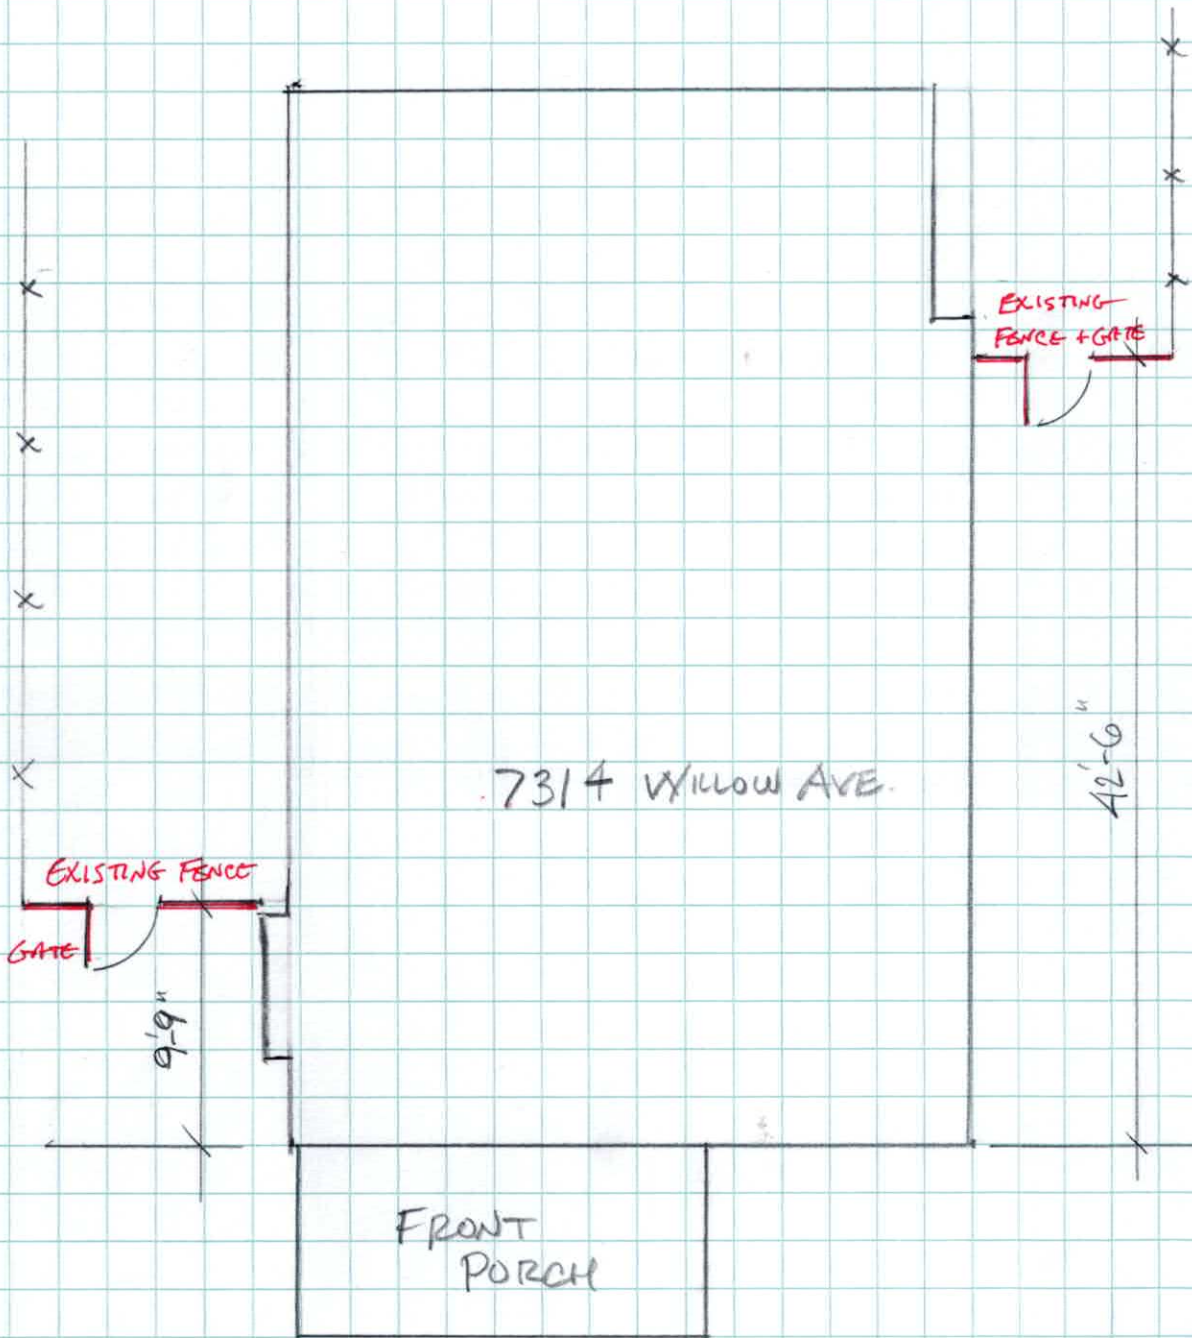 EXISTING
FENCE + GATE
7314 WILLOW AVE.
42'-6"
EXISTING FENCE
GATE
9'-9"
FRONT
PORCH